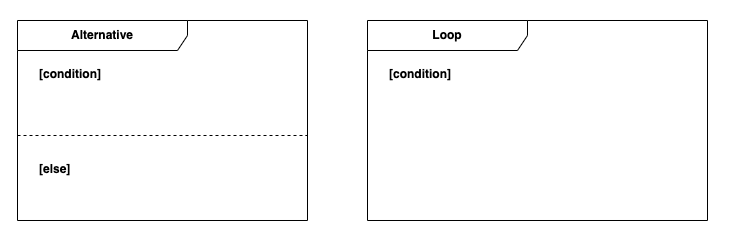 Alternative
[condition]
[else]
Loop
[condition]